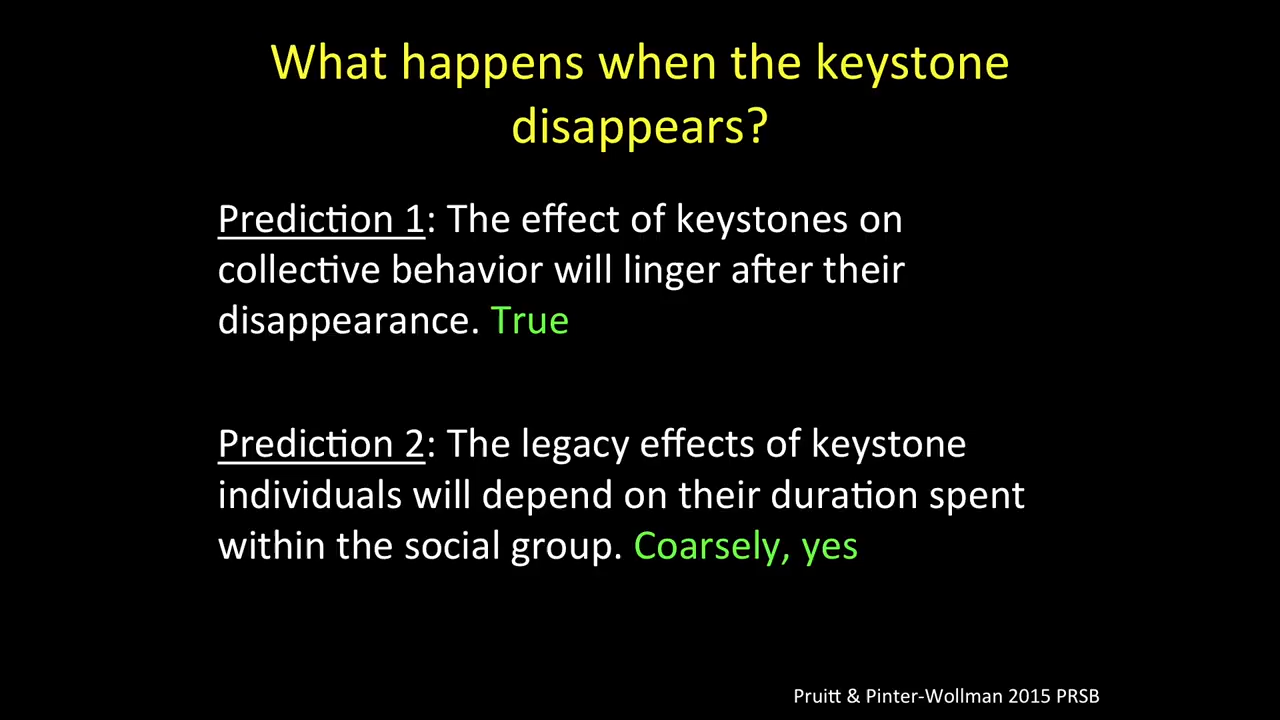 What happens when the keystone
disappears?
Prediction 1: The effect of keystones on
collective behavior will linger after their
disappearance. True
Prediction 2: The legacy effects of keystone
individuals will depend on their duration spent
within the social group. Coarsely, yes
Pruitt & Pinter-Wollman 2015 PRSB